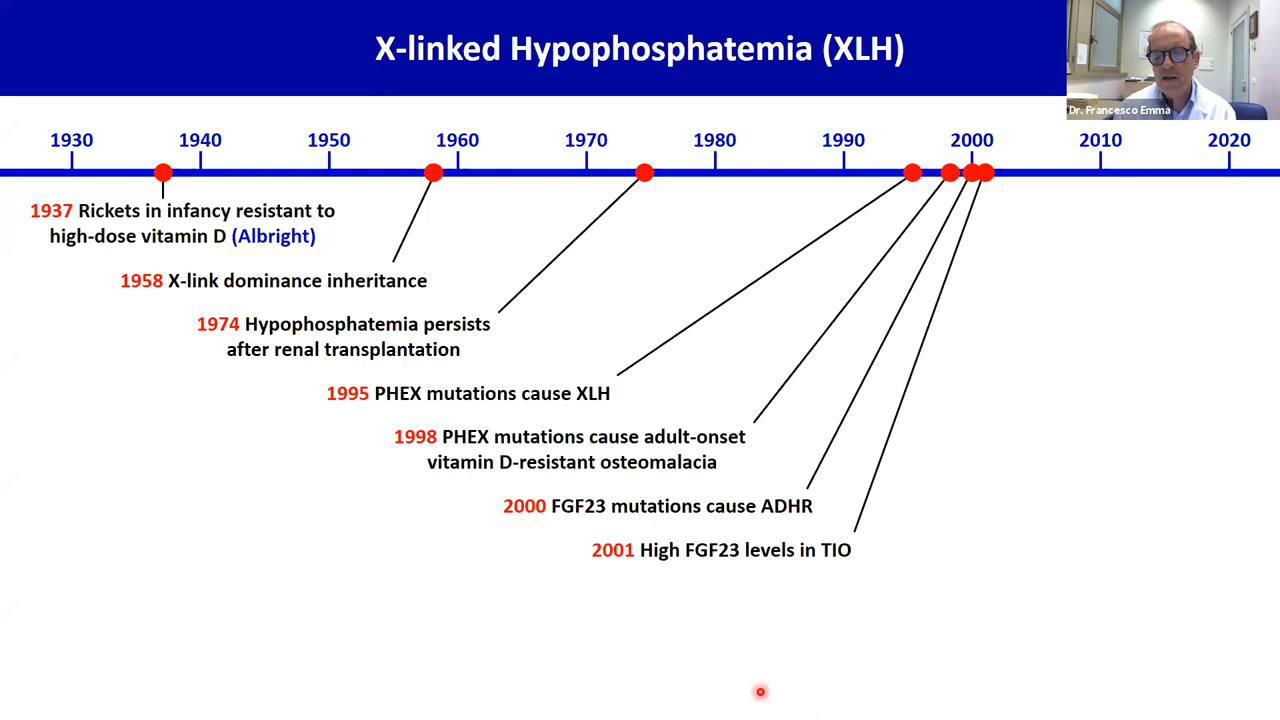 X-linked Hypophosphatemia (XLH)
Dr. Francesco Emma
1930 1940 1950 1960 1970 1980 1990 2000 2010 2020
1937 Rickets in infancy resistant to
high-dose vitamin D (Albright)
1958 X-link dominance inheritance
1974 Hypophosphatemia persists
after renal transplantation
1995 PHEX mutations cause XLH
1998 PHEX mutations cause adult-onset
vitamin D-resistant osteomalacia
2000 FGF23 mutations cause ADHR
2001 High FGF23 levels in TIO